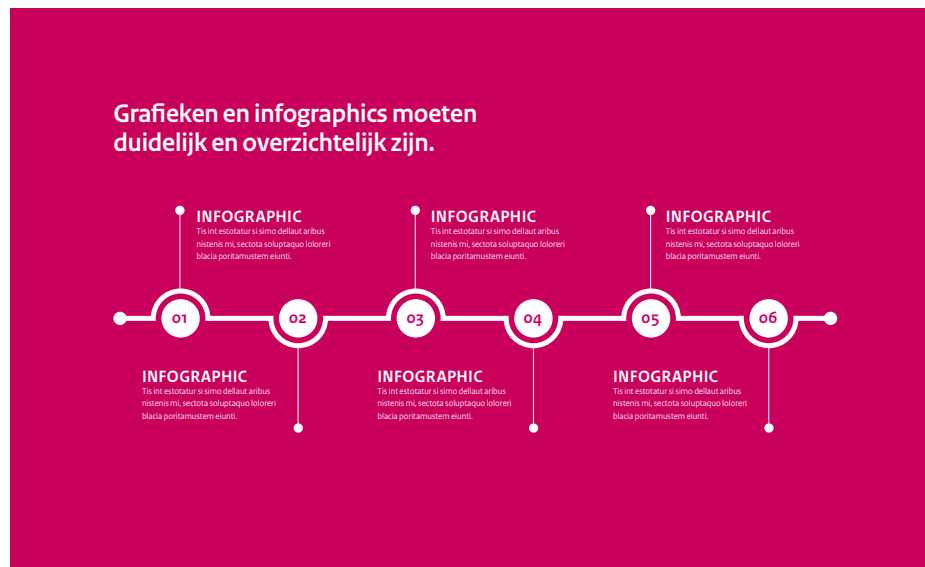 Grafieken en infographics moeten
duidelijk en overzichtelijk zijn.
INFOGRAPHIC
Tis int estotatur si simo dellaut aribus
nistenis mi, sectota soluptaquo loloreri
blacia poritamustem eiunti.
INFOGRAPHIC
Tis int estotatur si simo dellaut aribus
nistenis mi, sectota soluptaquo loloreri
blacia poritamustem eiunti.
INFOGRAPHIC
Tis int estotatur si simo dellaut aribus
nistenis mi, sectota soluptaquo loloreri
blacia poritamustem eiunti.
01
02
03
04
05
06
INFOGRAPHIC
Tis int estotatur si simo dellaut aribus
nistenis mi, sectota soluptaquo loloreri
blacia poritamustem eiunti.
INFOGRAPHIC
Tis int estotatur si simo dellaut aribus
nistenis mi, sectota soluptaquo loloreri
blacia poritamustem eiunti.
INFOGRAPHIC
Tis int estotatur si simo dellaut aribus
nistenis mi, sectota soluptaquo loloreri
blacia poritamustem eiunti.